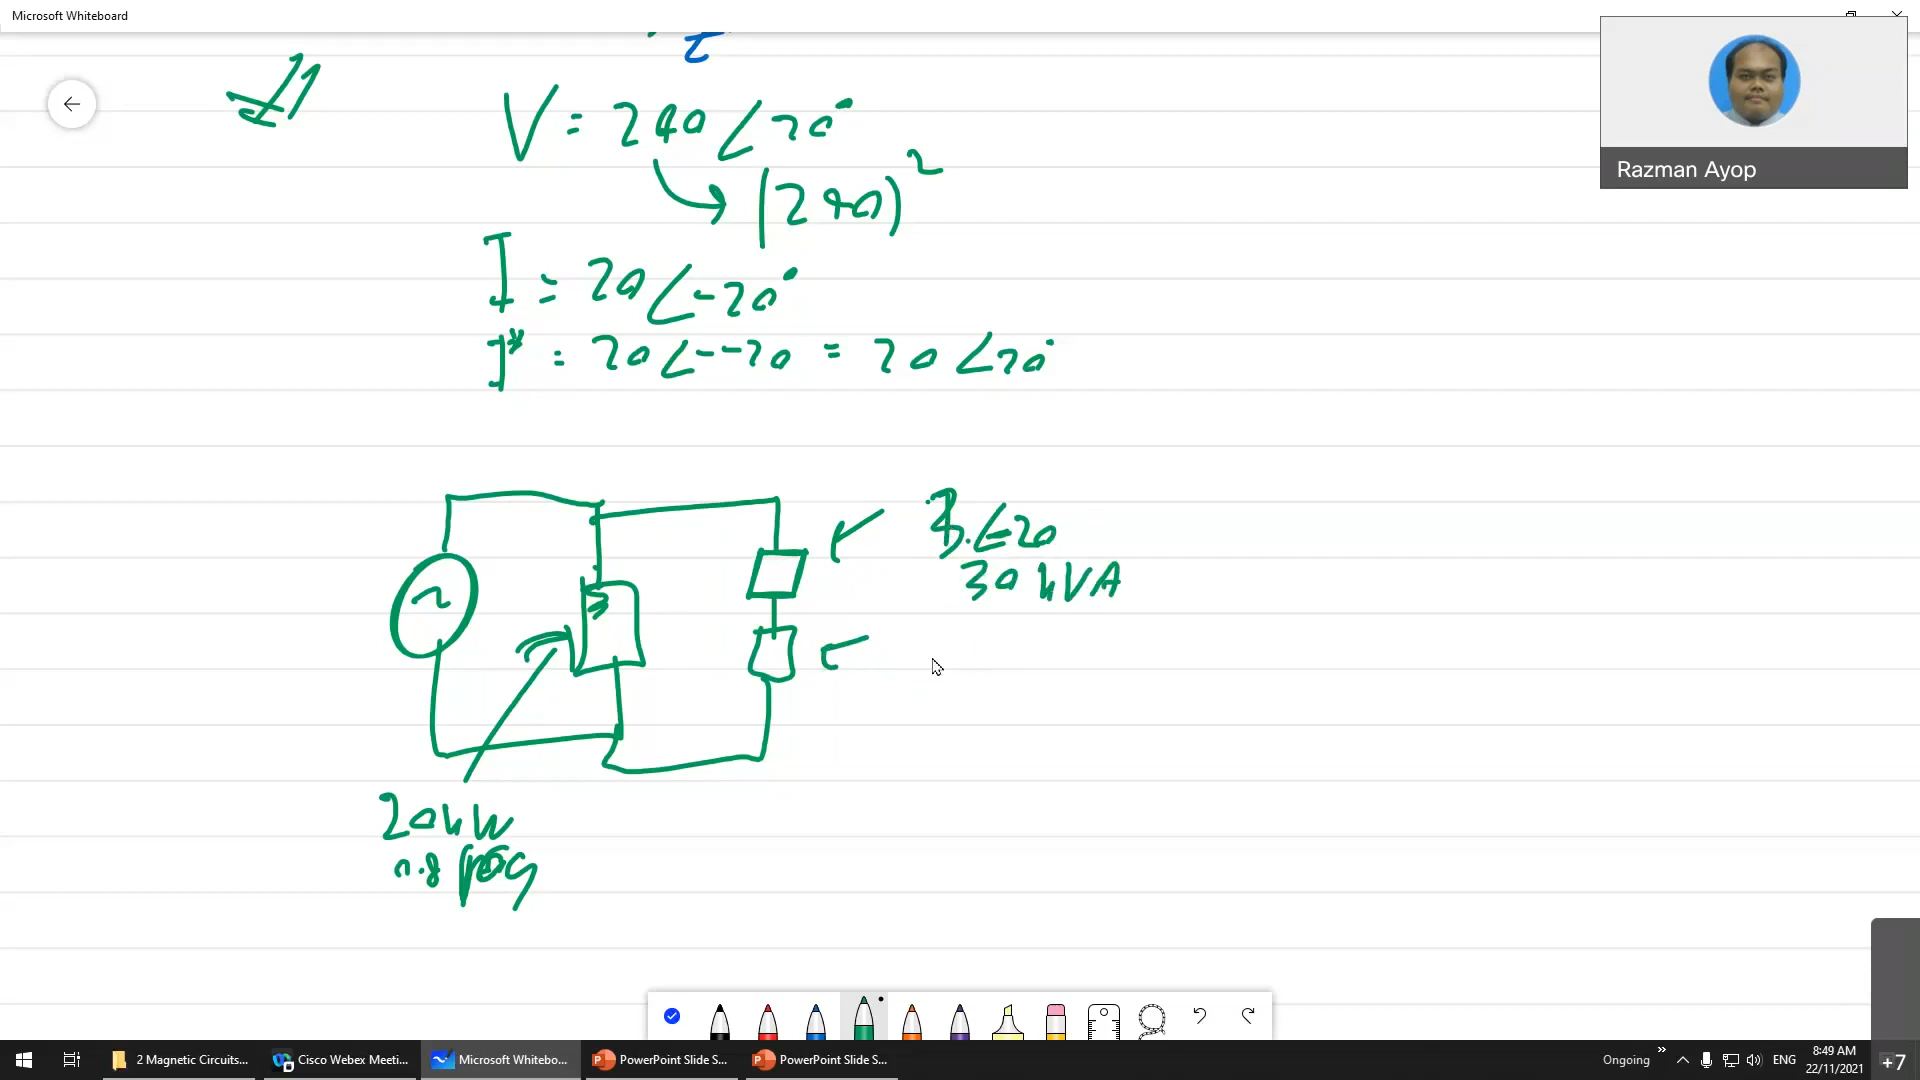 Microsoft Whiteboard
Razman Ayop
V = 240 ∠20°
(240)²
I = 20 ∠-20°
I* = 20 ∠--20 = 20 ∠20°
∠-20
30 kVA
20kW
0.8
2 Magnetic Circuits...
Cisco Webex Meeti...
Microsoft Whitebo...
PowerPoint Slide S...
PowerPoint Slide S...
Ongoing
ENG
8:49 AM
22/11/2021
+7